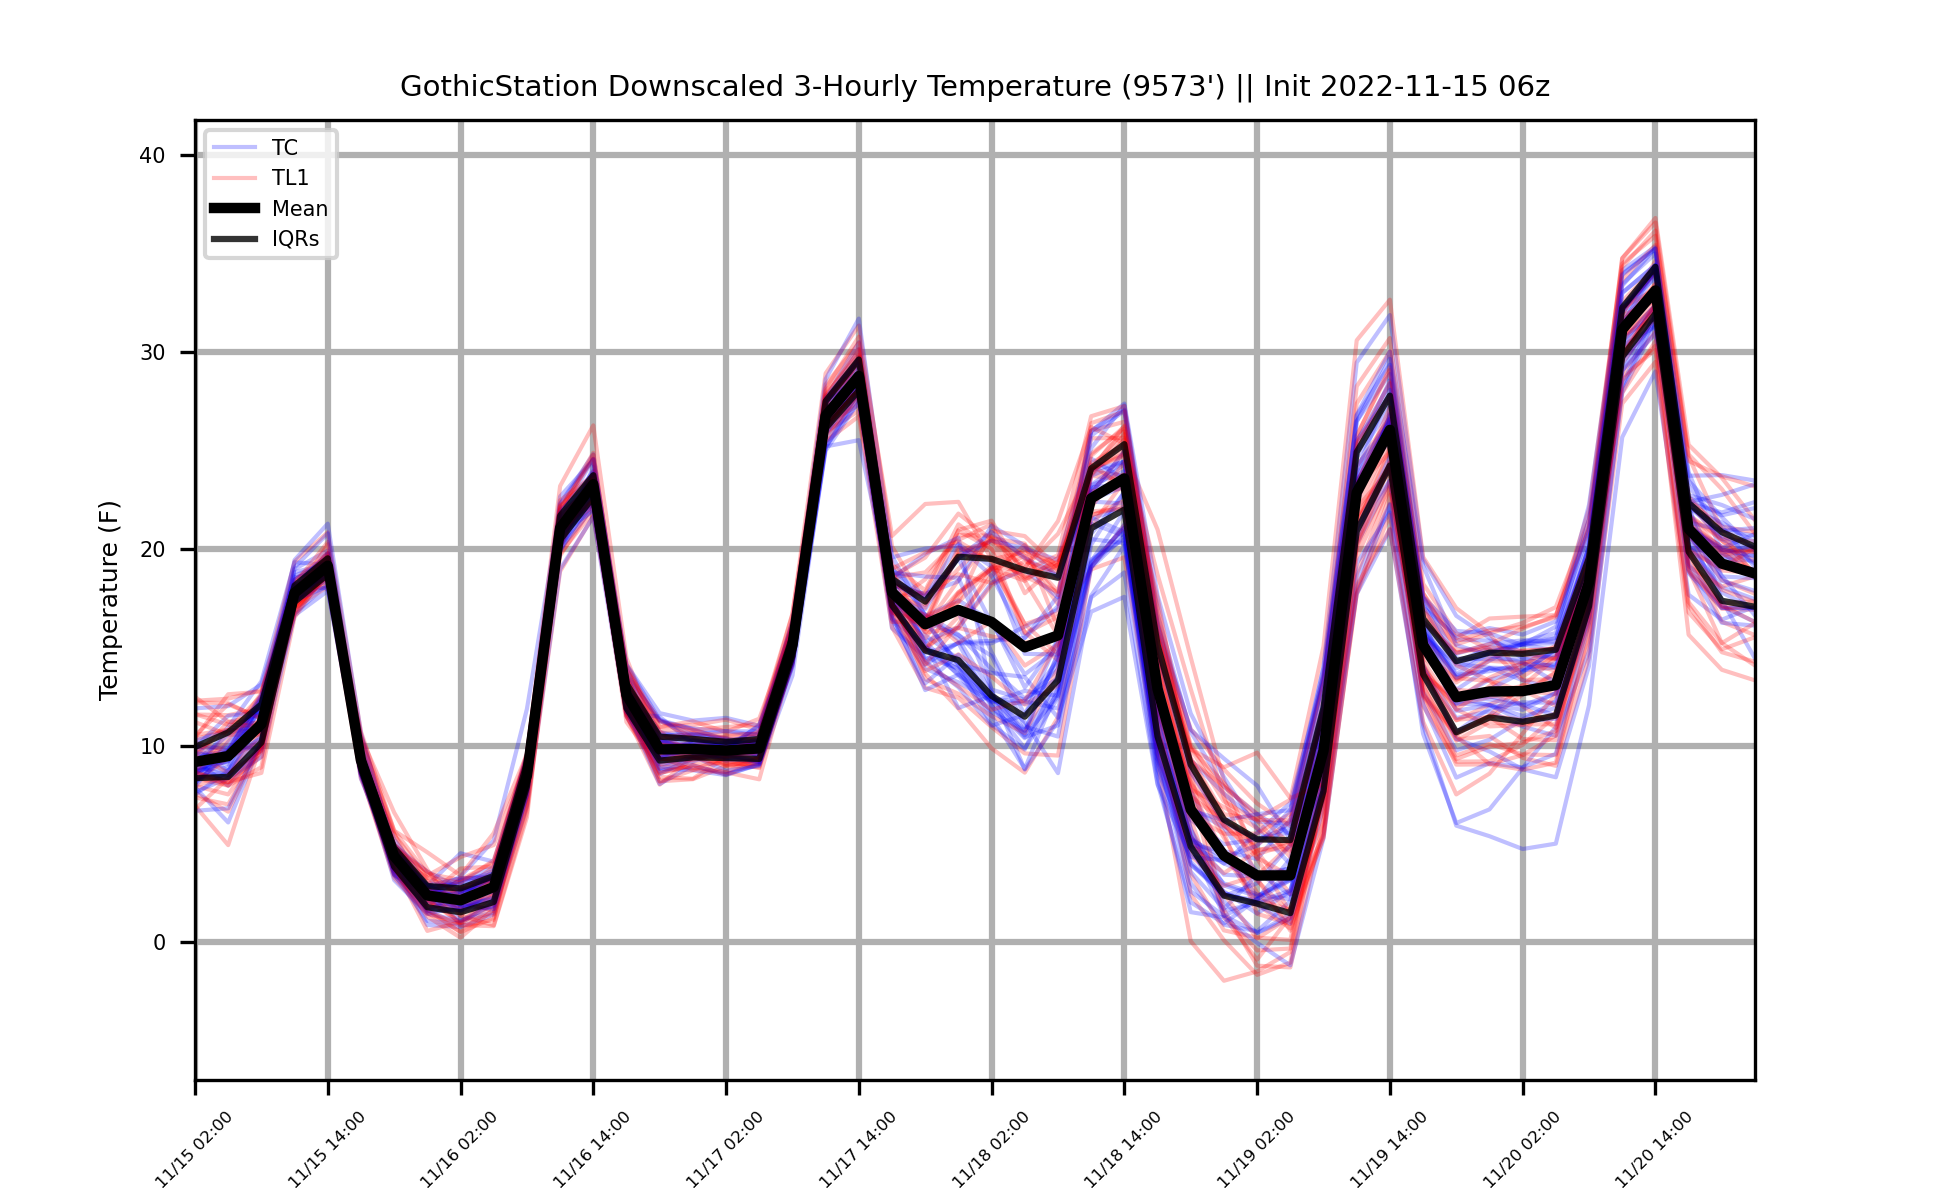 GothicStation Downscaled 3-Hourly Temperature (9573') || Init 2022-11-15 06z
TC
TL1
Mean
IQRs
Temperature (F)
40
30
20
10
0
11/15 02:00
11/15 14:00
11/16 02:00
11/16 14:00
11/17 02:00
11/17 14:00
11/18 02:00
11/18 14:00
11/19 02:00
11/19 14:00
11/20 02:00
11/20 14:00